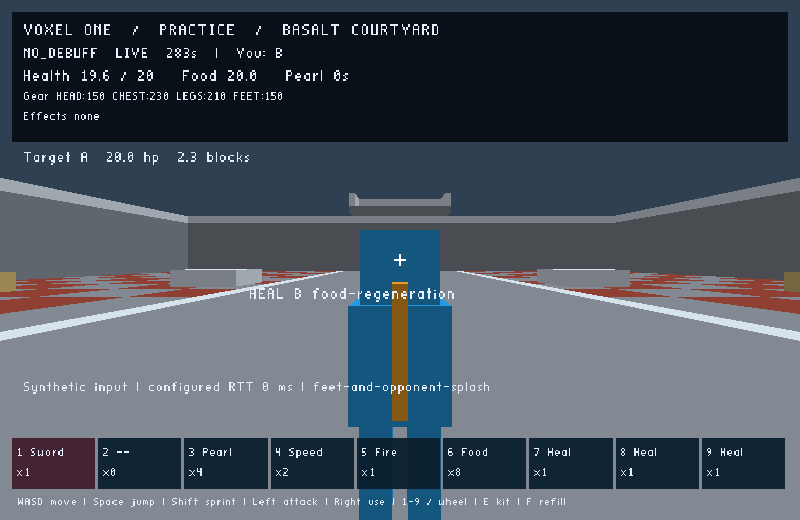 VOXEL ONE / PRACTICE / BASALT COURTYARD
NO_DEBUFF LIVE 283s | You: B
Health 19.6 / 20 Food 20.0 Pearl 0s
Gear HEAD:150 CHEST:230 LEGS:210 FEET:150
Effects none
Target A 20.0 hp 2.3 blocks
HEAL B food-regeneration
Synthetic input | configured RTT 0 ms | feet-and-opponent-splash
1 Sword 2 -- 3 Pearl 4 Speed 5 Fire 6 Food 7 Heal 8 Heal 9 Heal
x1 x0 x4 x2 x1 x8 x1 x1 x1
WASD move | Space jump | Shift sprint | Left attack | Right use | 1-9 / wheel | E kit | F refill